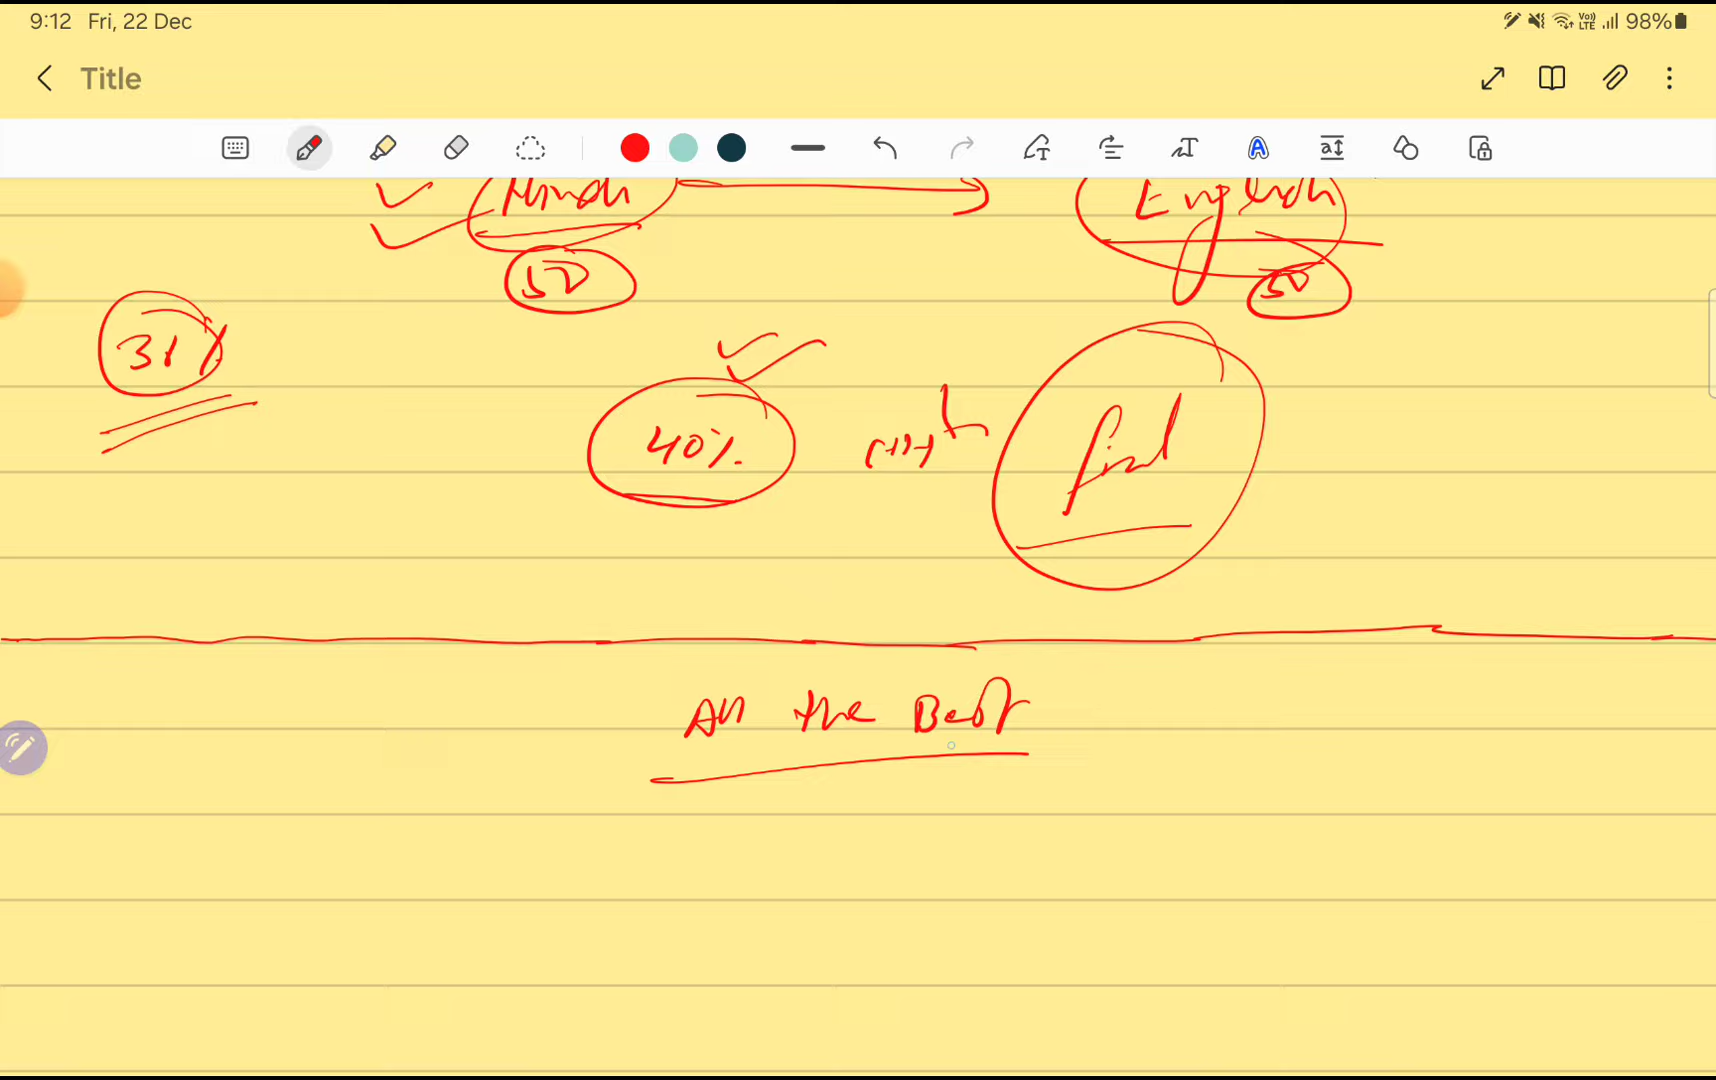 9:12 Fri, 22 Dec 98%
Title
Hindi English
50 50
31%
40% final
All the Best